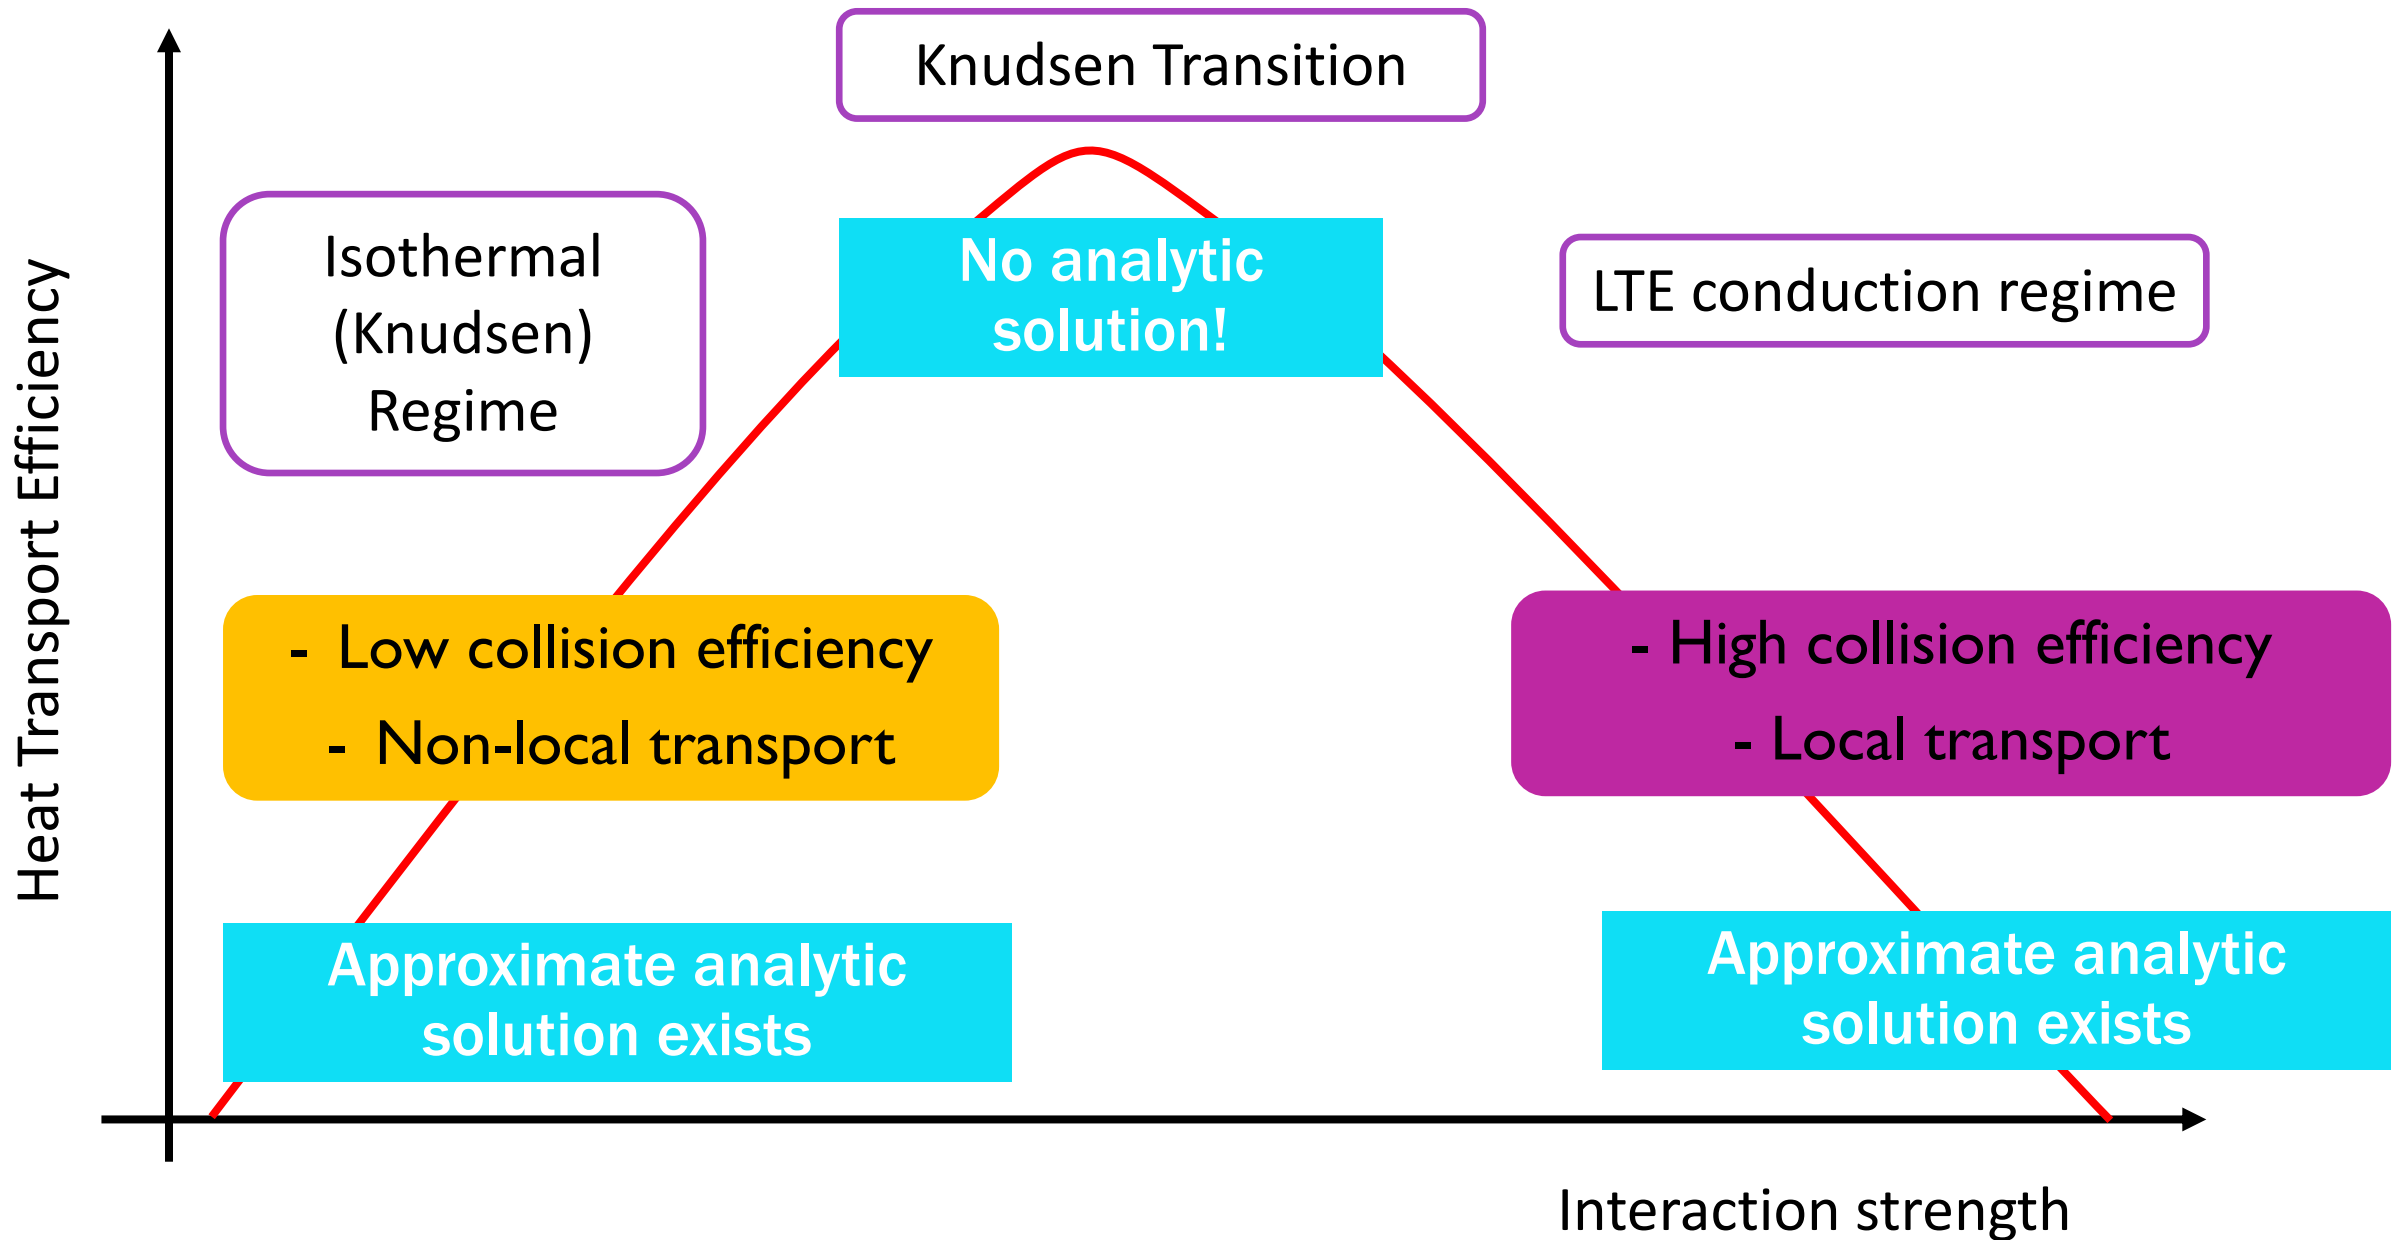 Knudsen Transition
Isothermal
(Knudsen)
Regime
No analytic
solution!
LTE conduction regime
Heat Transport Efficiency
- Low collision efficiency
- Non-local transport
- High collision efficiency
- Local transport
Approximate analytic
solution exists
Approximate analytic
solution exists
Interaction strength